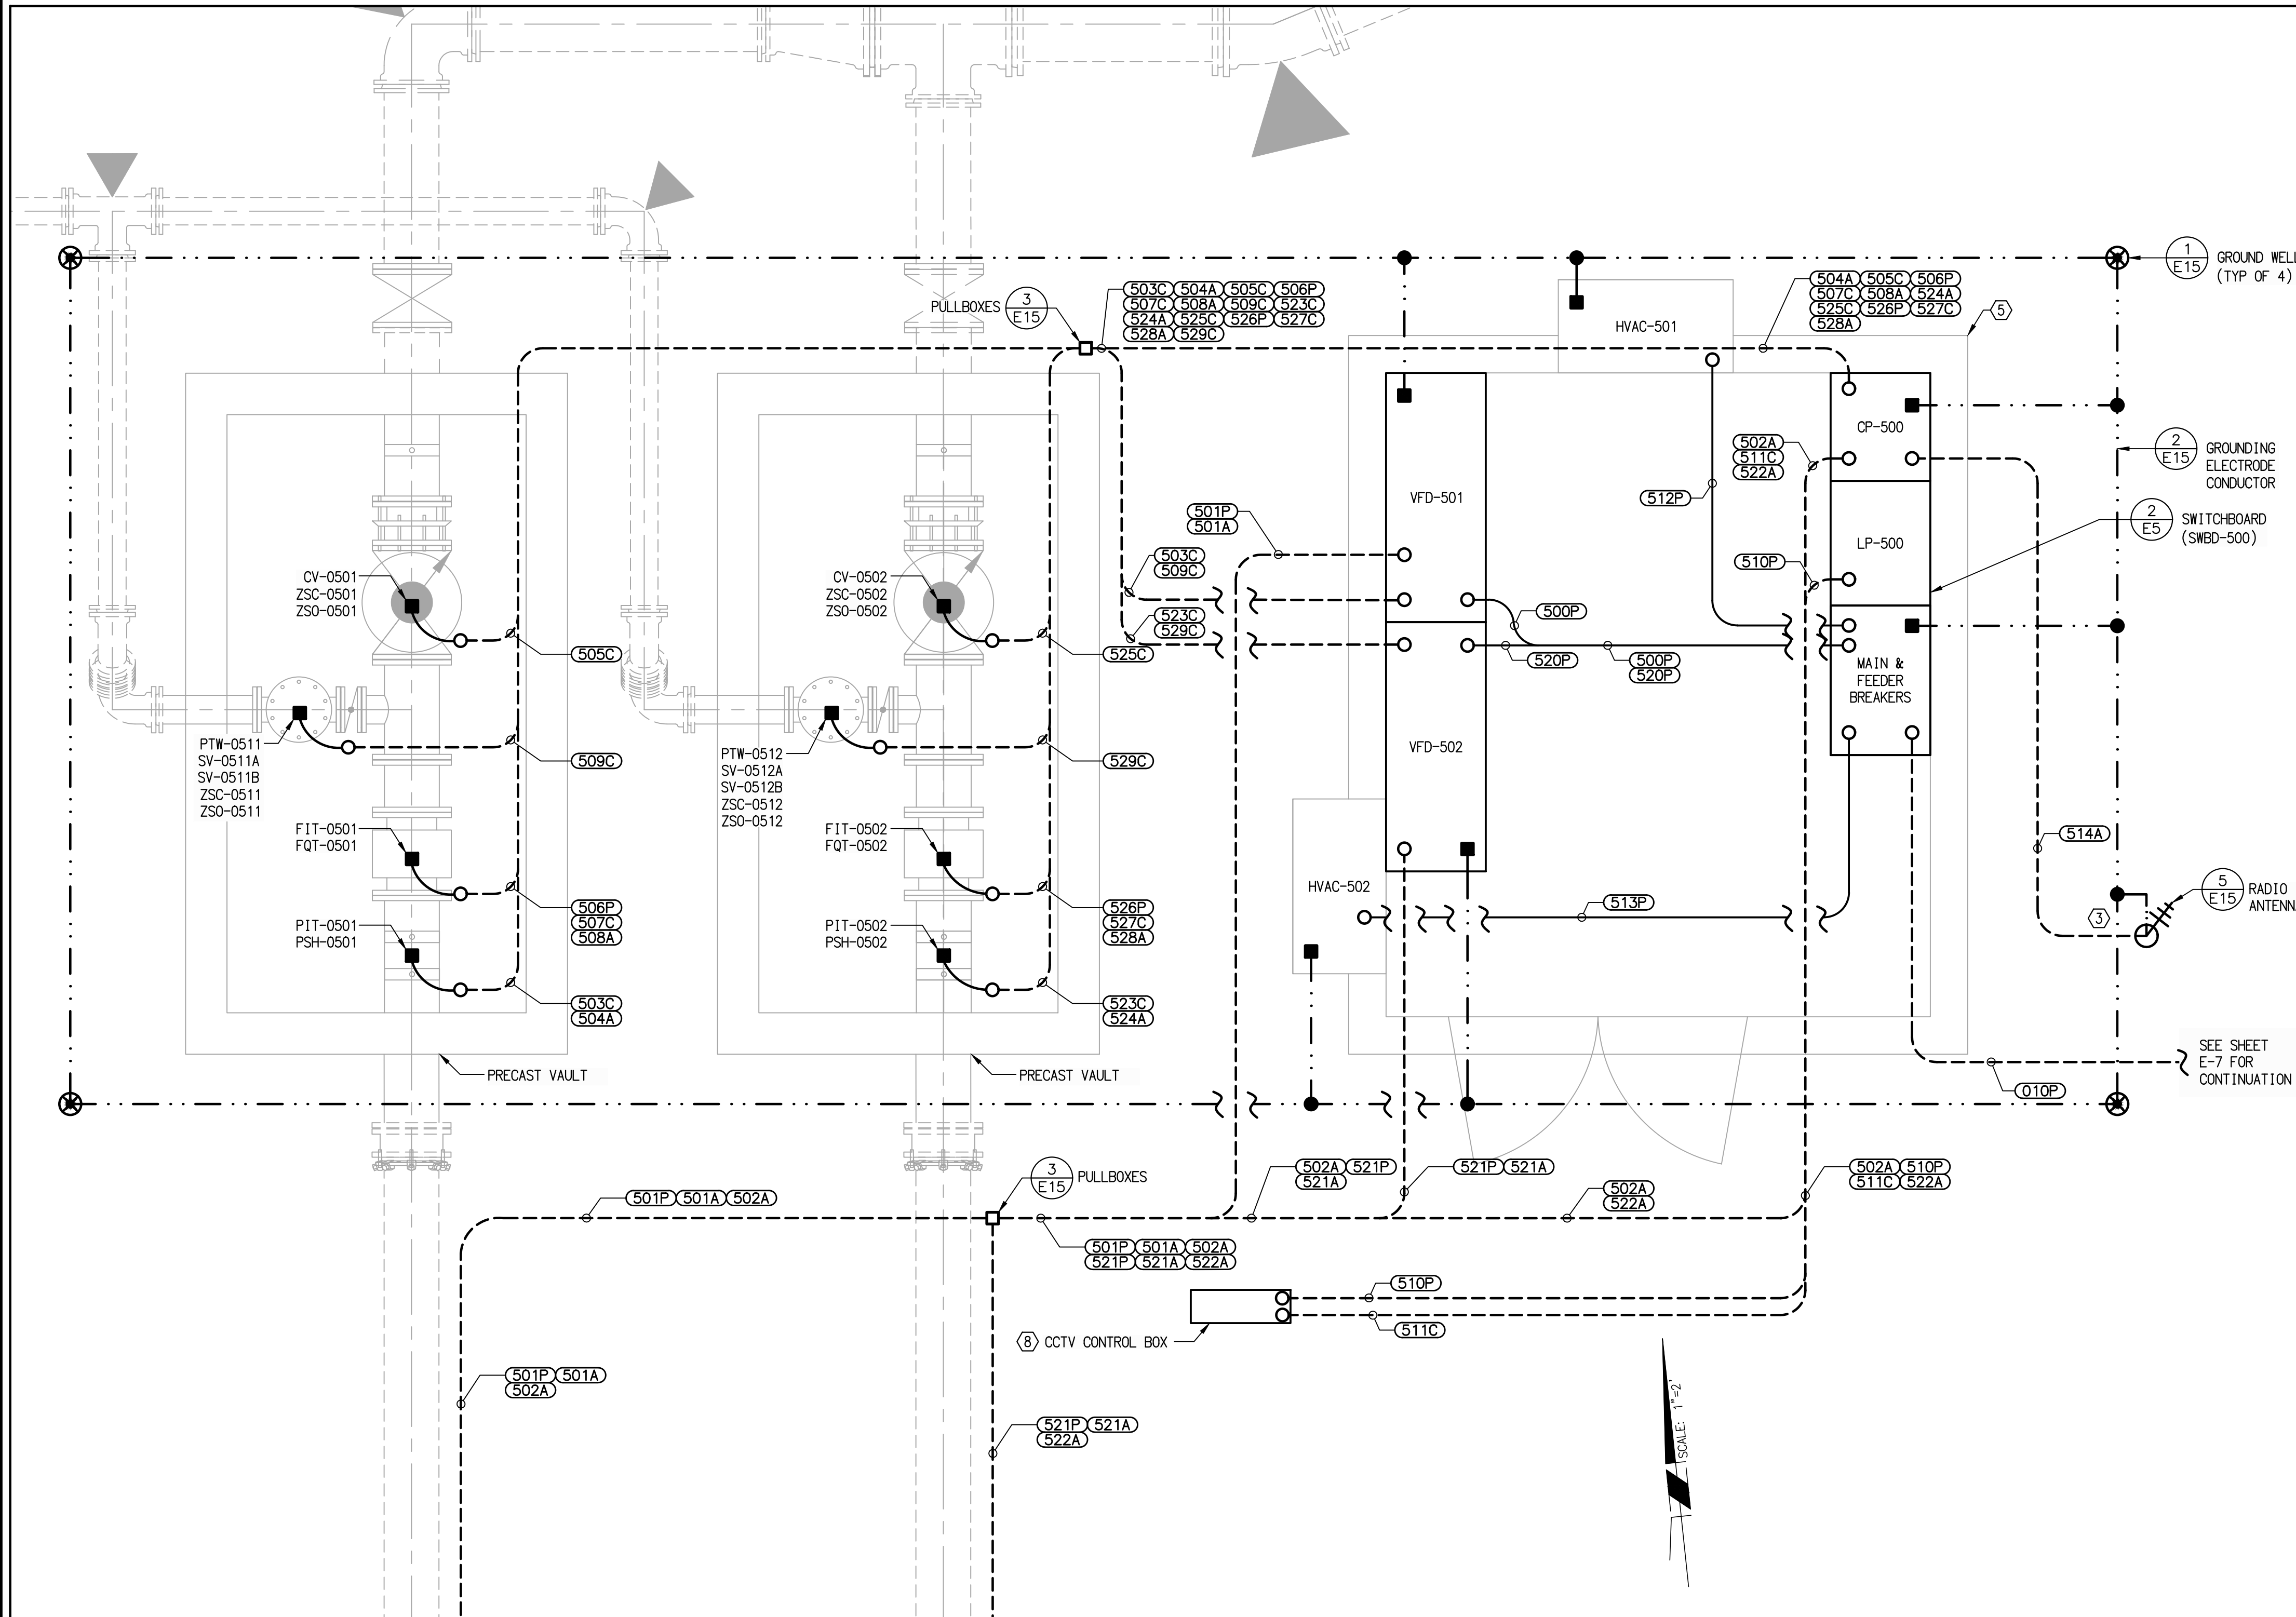 1
E15
GROUND WELL
(TYP OF 4)
PULLBOXES
3
E15
503C 504A 505C 506P
507C 508A 509C 523C
524A 525C 526P 527C
528A 529C
504A 505C 506P
507C 508A 524A
525C 526P 527C
528A
5
HVAC-501
CP-500
502A
511C
522A
2
E15
GROUNDING
ELECTRODE
CONDUCTOR
VFD-501
512P
501P
501A
2
E5
SWITCHBOARD
(SWBD-500)
LP-500
510P
503C
509C
CV-0501
ZSC-0501
ZSO-0501
CV-0502
ZSC-0502
ZSO-0502
523C
529C
500P
505C
525C
520P
500P
520P
MAIN &
FEEDER
BREAKERS
PTW-0511
SV-0511A
SV-0511B
ZSC-0511
ZSO-0511
509C
PTW-0512
SV-0512A
SV-0512B
ZSC-0512
ZSO-0512
529C
VFD-502
FIT-0501
FQT-0501
FIT-0502
FQT-0502
514A
506P
507C
508A
526P
527C
528A
HVAC-502
513P
5
E15
RADIO
3
PIT-0501
PSH-0501
PIT-0502
PSH-0502
503C
504A
523C
524A
PRECAST VAULT
PRECAST VAULT
SEE SHEET
E-7 FOR
CONTINUATION
010P
3
E15
PULLBOXES
501P 501A 502A
502A 521P
521A
521P 521A
502A
522A
502A 510P
511C 522A
501P 501A 502A
521P 521A 522A
510P
511C
8 CCTV CONTROL BOX
501P 501A
502A
521P 521A
522A
SCALE: 1"=2'